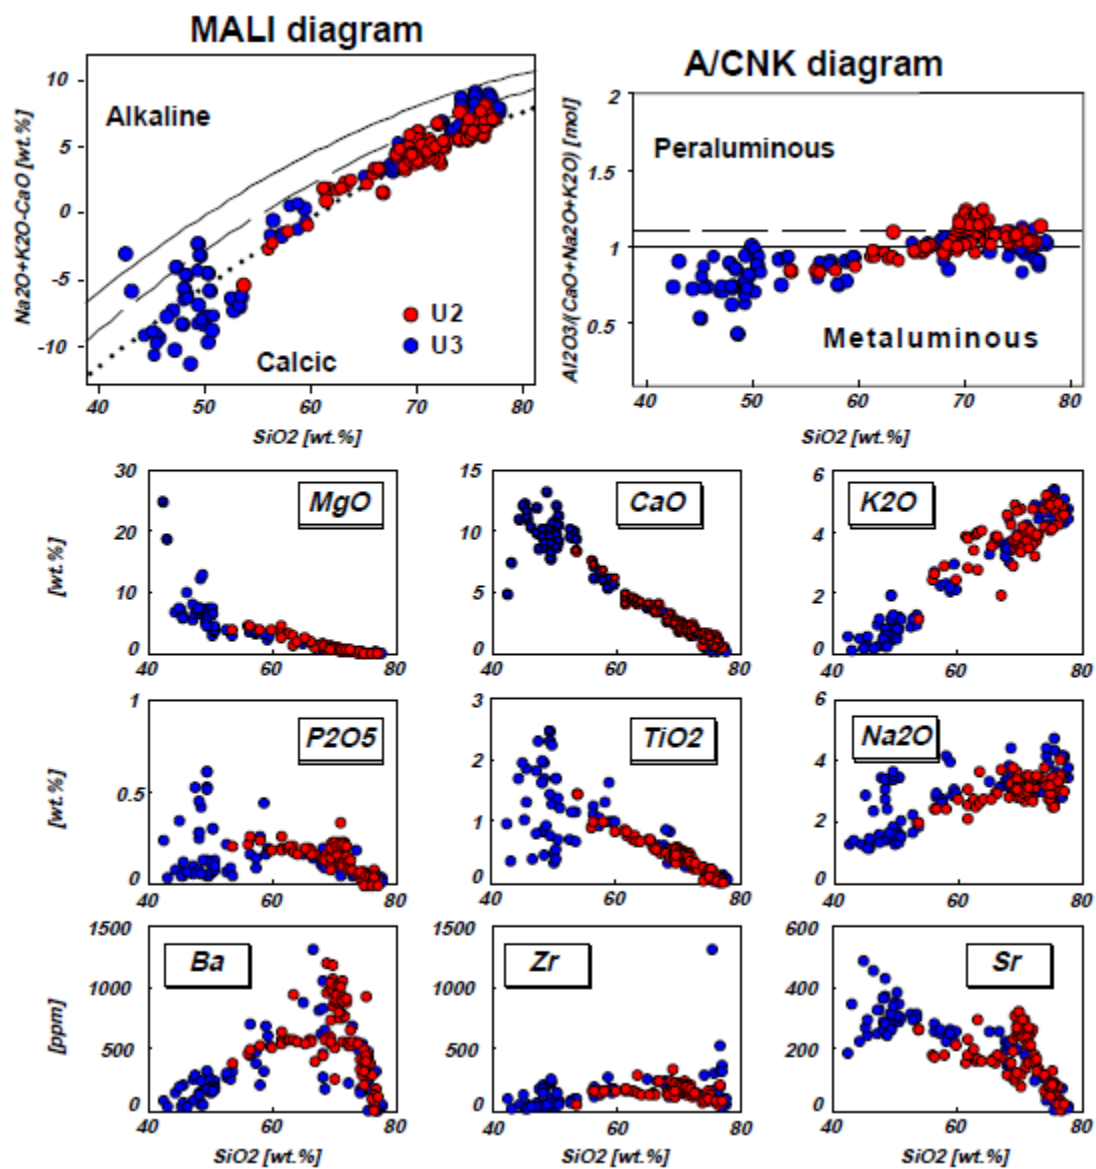 MALI diagram
A/CNK diagram
Na2O+K2O-CaO [wt.%]
10
5
0
-5
-10
Alkaline
Calcic
U2
U3
40 50 60 70 80
SiO2 [wt.%]
Al2O3/(CaO+Na2O+K2O) [mol]
2
1.5
1
0.5
Peraluminous
Metaluminous
40 50 60 70 80
SiO2 [wt.%]
[wt.%]
30
20
10
0
MgO
40 60 80
15
10
5
0
CaO
60 80
6
4
2
0
K2O
40 60 80
[wt.%]
1
0.5
0
P2O5
40 60 80
3
2
1
0
TiO2
40 60 80
6
4
2
0
Na2O
40 60 80
[ppm]
1500
1000
500
0
Ba
40 60 80
SiO2 [wt.%]
1500
1000
500
0
Zr
40 60 80
SiO2 [wt.%]
600
400
200
0
Sr
40 60 80
SiO2 [wt.%]